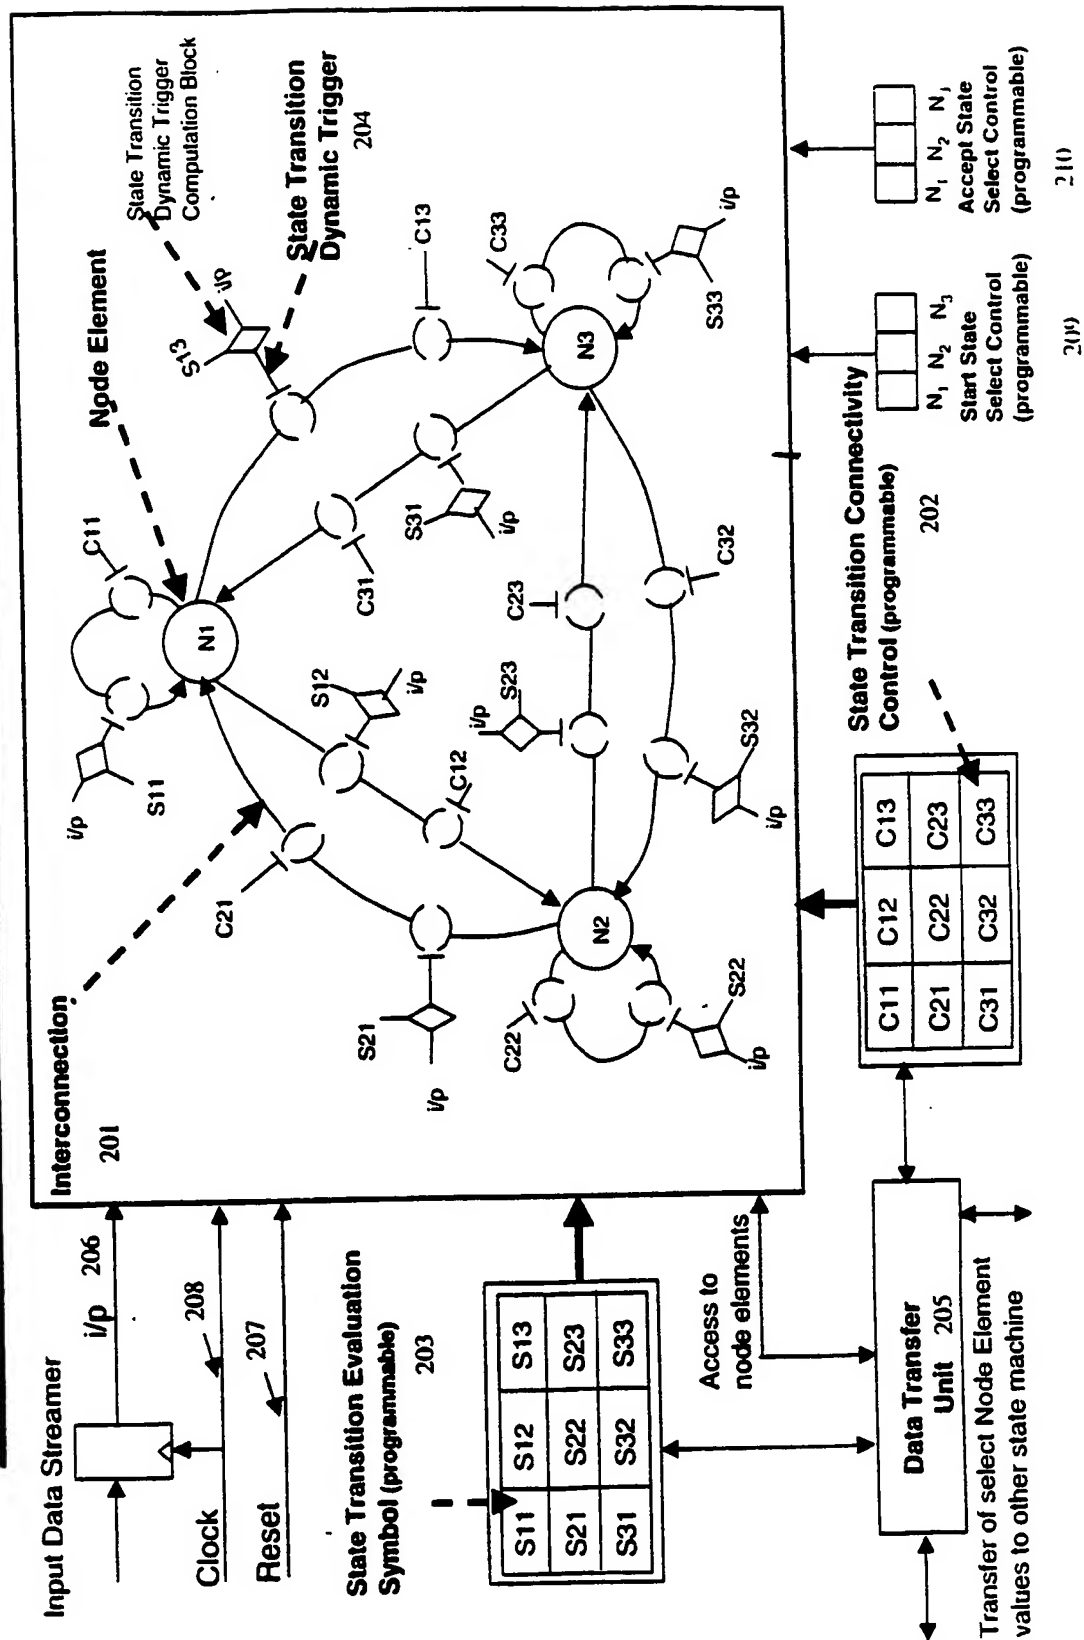 Input Data Streamer
i/p 206
Clock
208
Reset
207
State Transition Evaluation
Symbol (programmable)
203
S11 S12 S13
S21 S22 S23
S31 S32 S33
Access to
node elements
Data Transfer
Unit 205
Transfer of select Node Element
values to other state machine
Interconnection
201
Node Element
State Transition
Dynamic Trigger
Computation Block
State Transition
Dynamic Trigger
204
i/p
S11
C11
N1
S13
i/p
C13
C21
S12
i/p
C12
C31
S31
i/p
S21
i/p
i/p
S23
C23
C33
N3
S33
i/p
C22
N2
S22
i/p
S32
i/p
C32
C11 C12 C13
C21 C22 C23
C31 C32 C33
State Transition Connectivity
Control (programmable)
202
N1 N2 N3
Start State
Select Control
(programmable)
209
N1 N2 N3
Accept State
Select Control
(programmable)
210